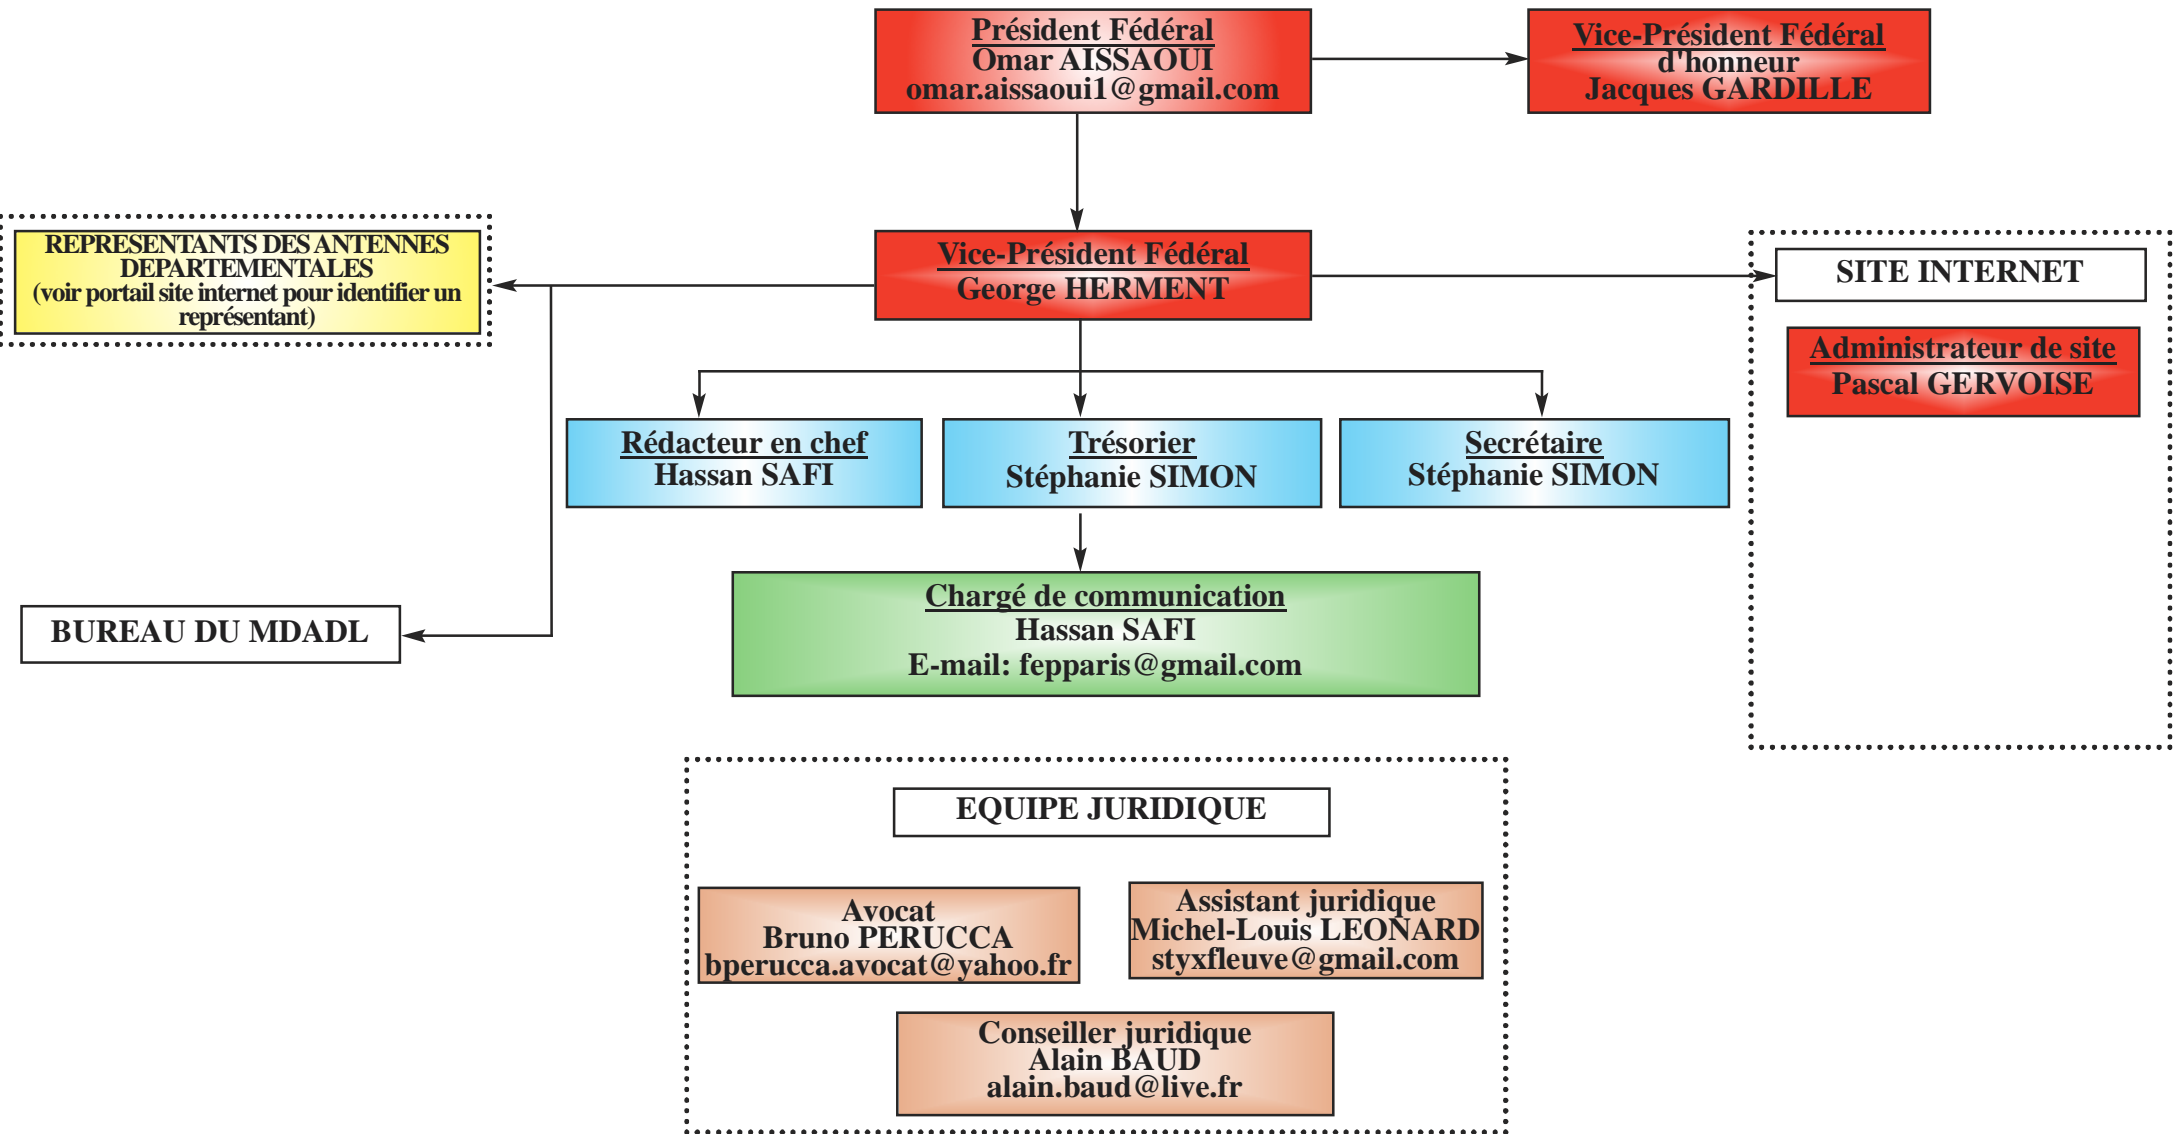 Président Fédéral
Omar AISSAOUI
omar.aissaoui1@gmail.com
Vice-Président Fédéral
d'honneur
Jacques GARDILLE
REPRESENTANTS DES ANTENNES
DEPARTEMENTALES
(voir portail site internet pour identifier un
représentant)
Vice-Président Fédéral
George HERMENT
SITE INTERNET
Administrateur de site
Pascal GERVOISE
Rédacteur en chef
Hassan SAFI
Trésorier
Stéphanie SIMON
Secrétaire
Stéphanie SIMON
Chargé de communication
Hassan SAFI
E-mail: fepparis@gmail.com
BUREAU DU MDADL
EQUIPE JURIDIQUE
Avocat
Bruno PERUCCA
bperucca.avocat@yahoo.fr
Assistant juridique
Michel-Louis LEONARD
styxfleuve@gmail.com
Conseiller juridique
Alain BAUD
alain.baud@live.fr